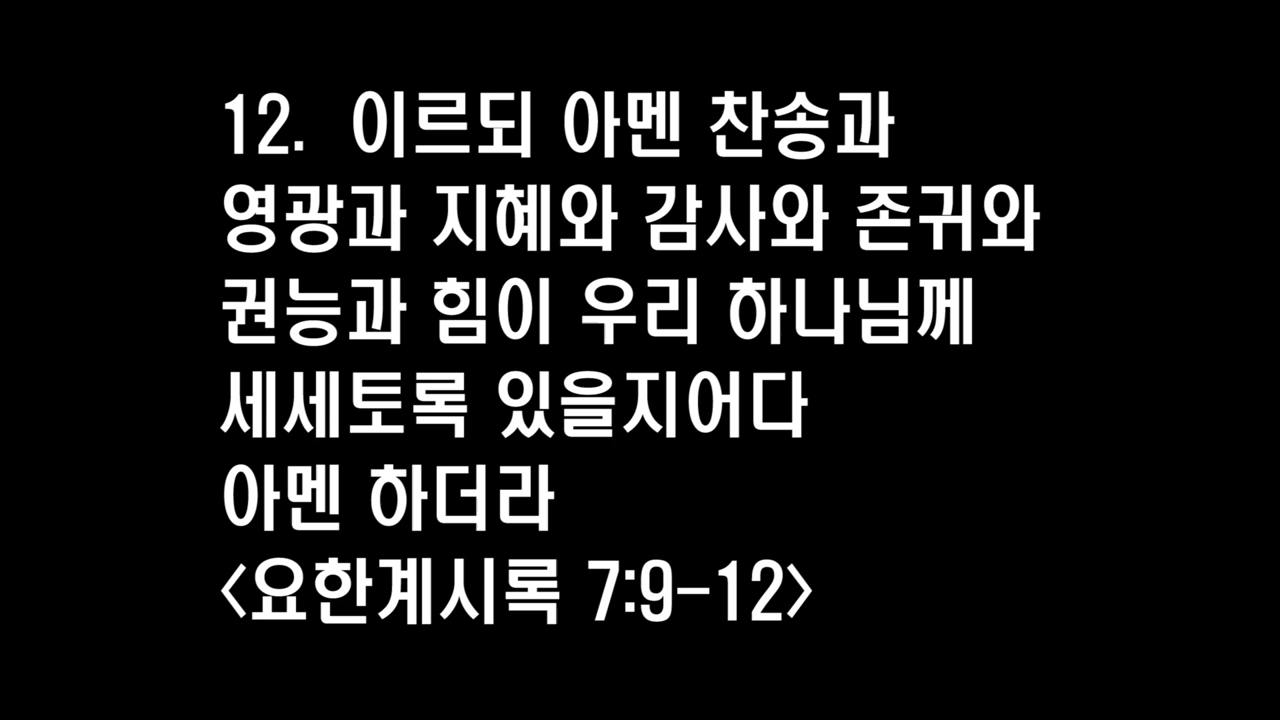 12. 이르되 아멘 찬송과
영광과 지혜와 감사와 존귀와
권능과 힘이 우리 하나님께
세세토록 있을지어다
아멘 하더라
<요한계시록 7:9-12>